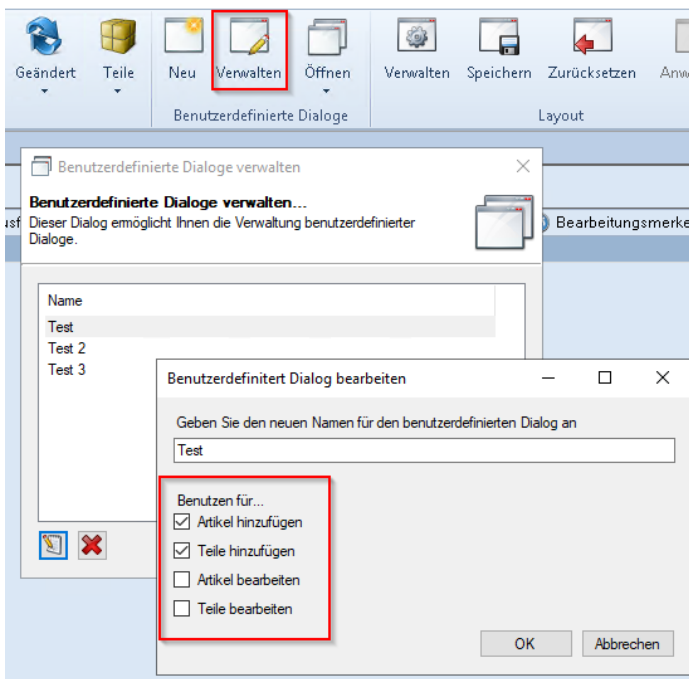 Geändert Teile Neu Verwalten Öffnen Verwalten Speichern Zurücksetzen
Benutzerdefinierte Dialoge Layout
Benutzerdefinierte Dialoge verwalten
Benutzerdefinierte Dialoge verwalten...
Dieser Dialog ermöglicht Ihnen die Verwaltung benutzerdefinierter
Dialoge.
Bearbeitungsmerke
Name
Test
Test 2
Test 3
Benutzerdefinitert Dialog bearbeiten
Geben Sie den neuen Namen für den benutzerdefinierten Dialog an
Test
Benutzen für...
Artikel hinzufügen
Teile hinzufügen
Artikel bearbeiten
Teile bearbeiten
OK Abbrechen